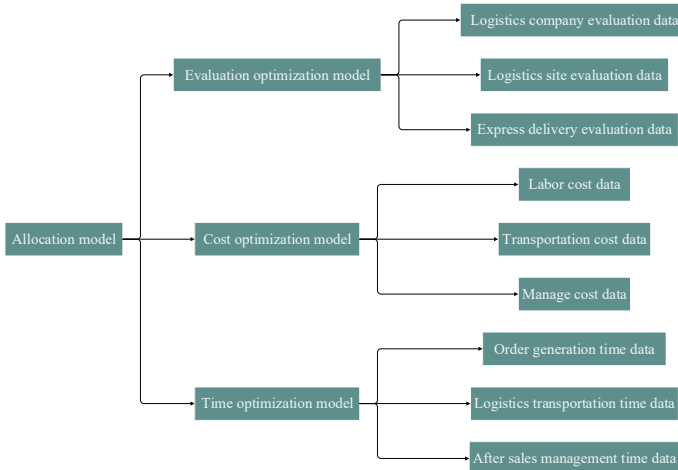 Logistics company evaluation data
Evaluation optimization model
Logistics site evaluation data
Express delivery evaluation data
Labor cost data
Allocation model
Cost optimization model
Transportation cost data
Manage cost data
Order generation time data
Time optimization model
Logistics transportation time data
After sales management time data